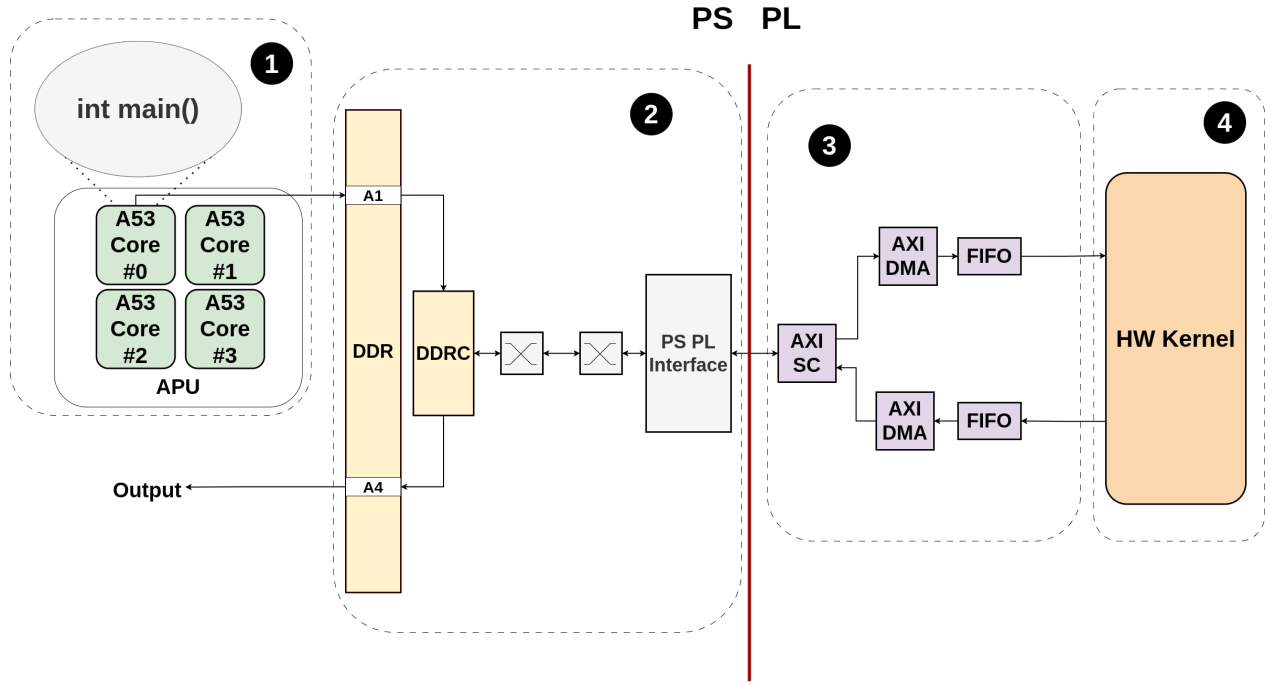 PS PL
1
int main()
2
3
4
A1
A53
Core
#0
A53
Core
#1
A53
Core
#2
A53
Core
#3
APU
DDR
DDRC
PS PL
Interface
AXI
SC
AXI
DMA
FIFO
AXI
DMA
FIFO
HW Kernel
A4
Output